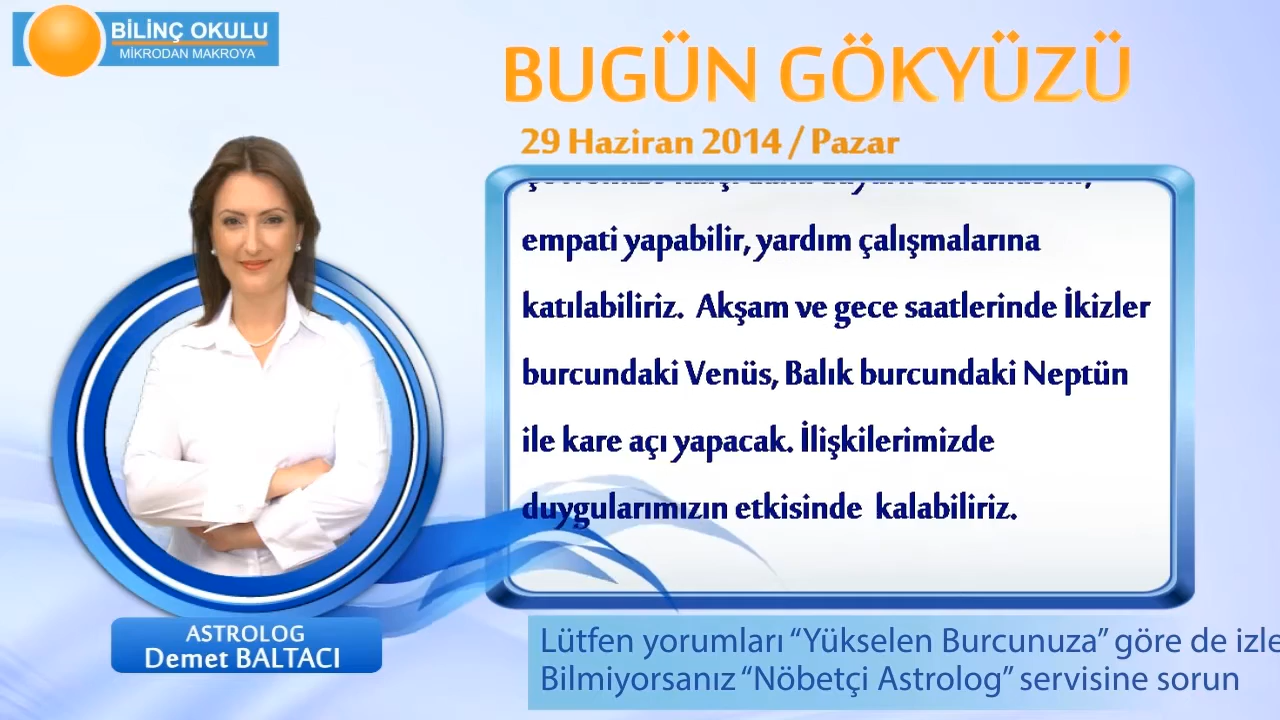 BİLİNÇ OKULU
MİKRODAN MAKROYA
BUGÜN GÖKYÜZÜ
29 Haziran 2014 / Pazar
empati yapabilir, yardım çalışmalarına
katılabiliriz. Akşam ve gece saatlerinde İkizler
burcundaki Venüs, Balık burcundaki Neptün
ile kare açı yapacak. İlişkilerimizde
duygularımızın etkisinde kalabiliriz.
ASTROLOG
Demet BALTACI
Lütfen yorumları “Yükselen Burcunuza” göre de izle
Bilmiyorsanız “Nöbetçi Astrolog” servisine sorun